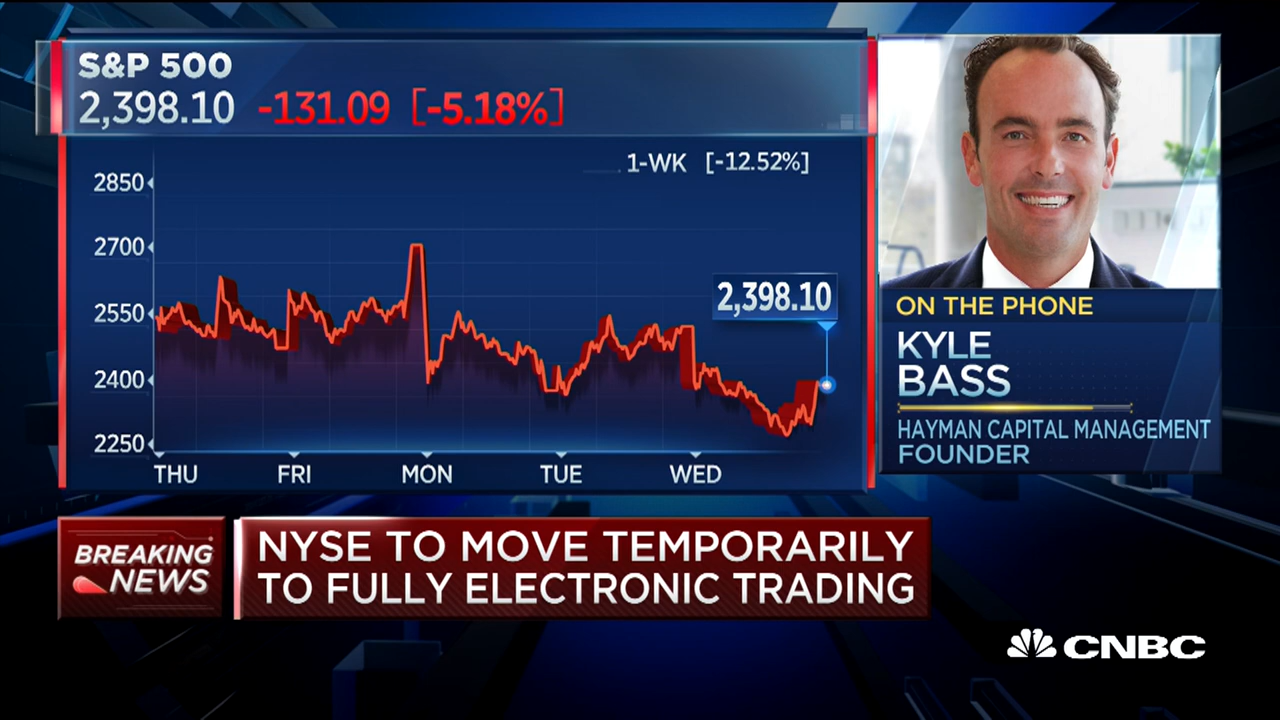 S&P 500
2,398.10 -131.09 [-5.18%]
1-WK [-12.52%]
2850
2700
2550
2400
2250
2,398.10
THU FRI MON TUE WED
ON THE PHONE
KYLE
BASS
HAYMAN CAPITAL MANAGEMENT
FOUNDER
BREAKING
NEWS
NYSE TO MOVE TEMPORARILY
TO FULLY ELECTRONIC TRADING
CNBC